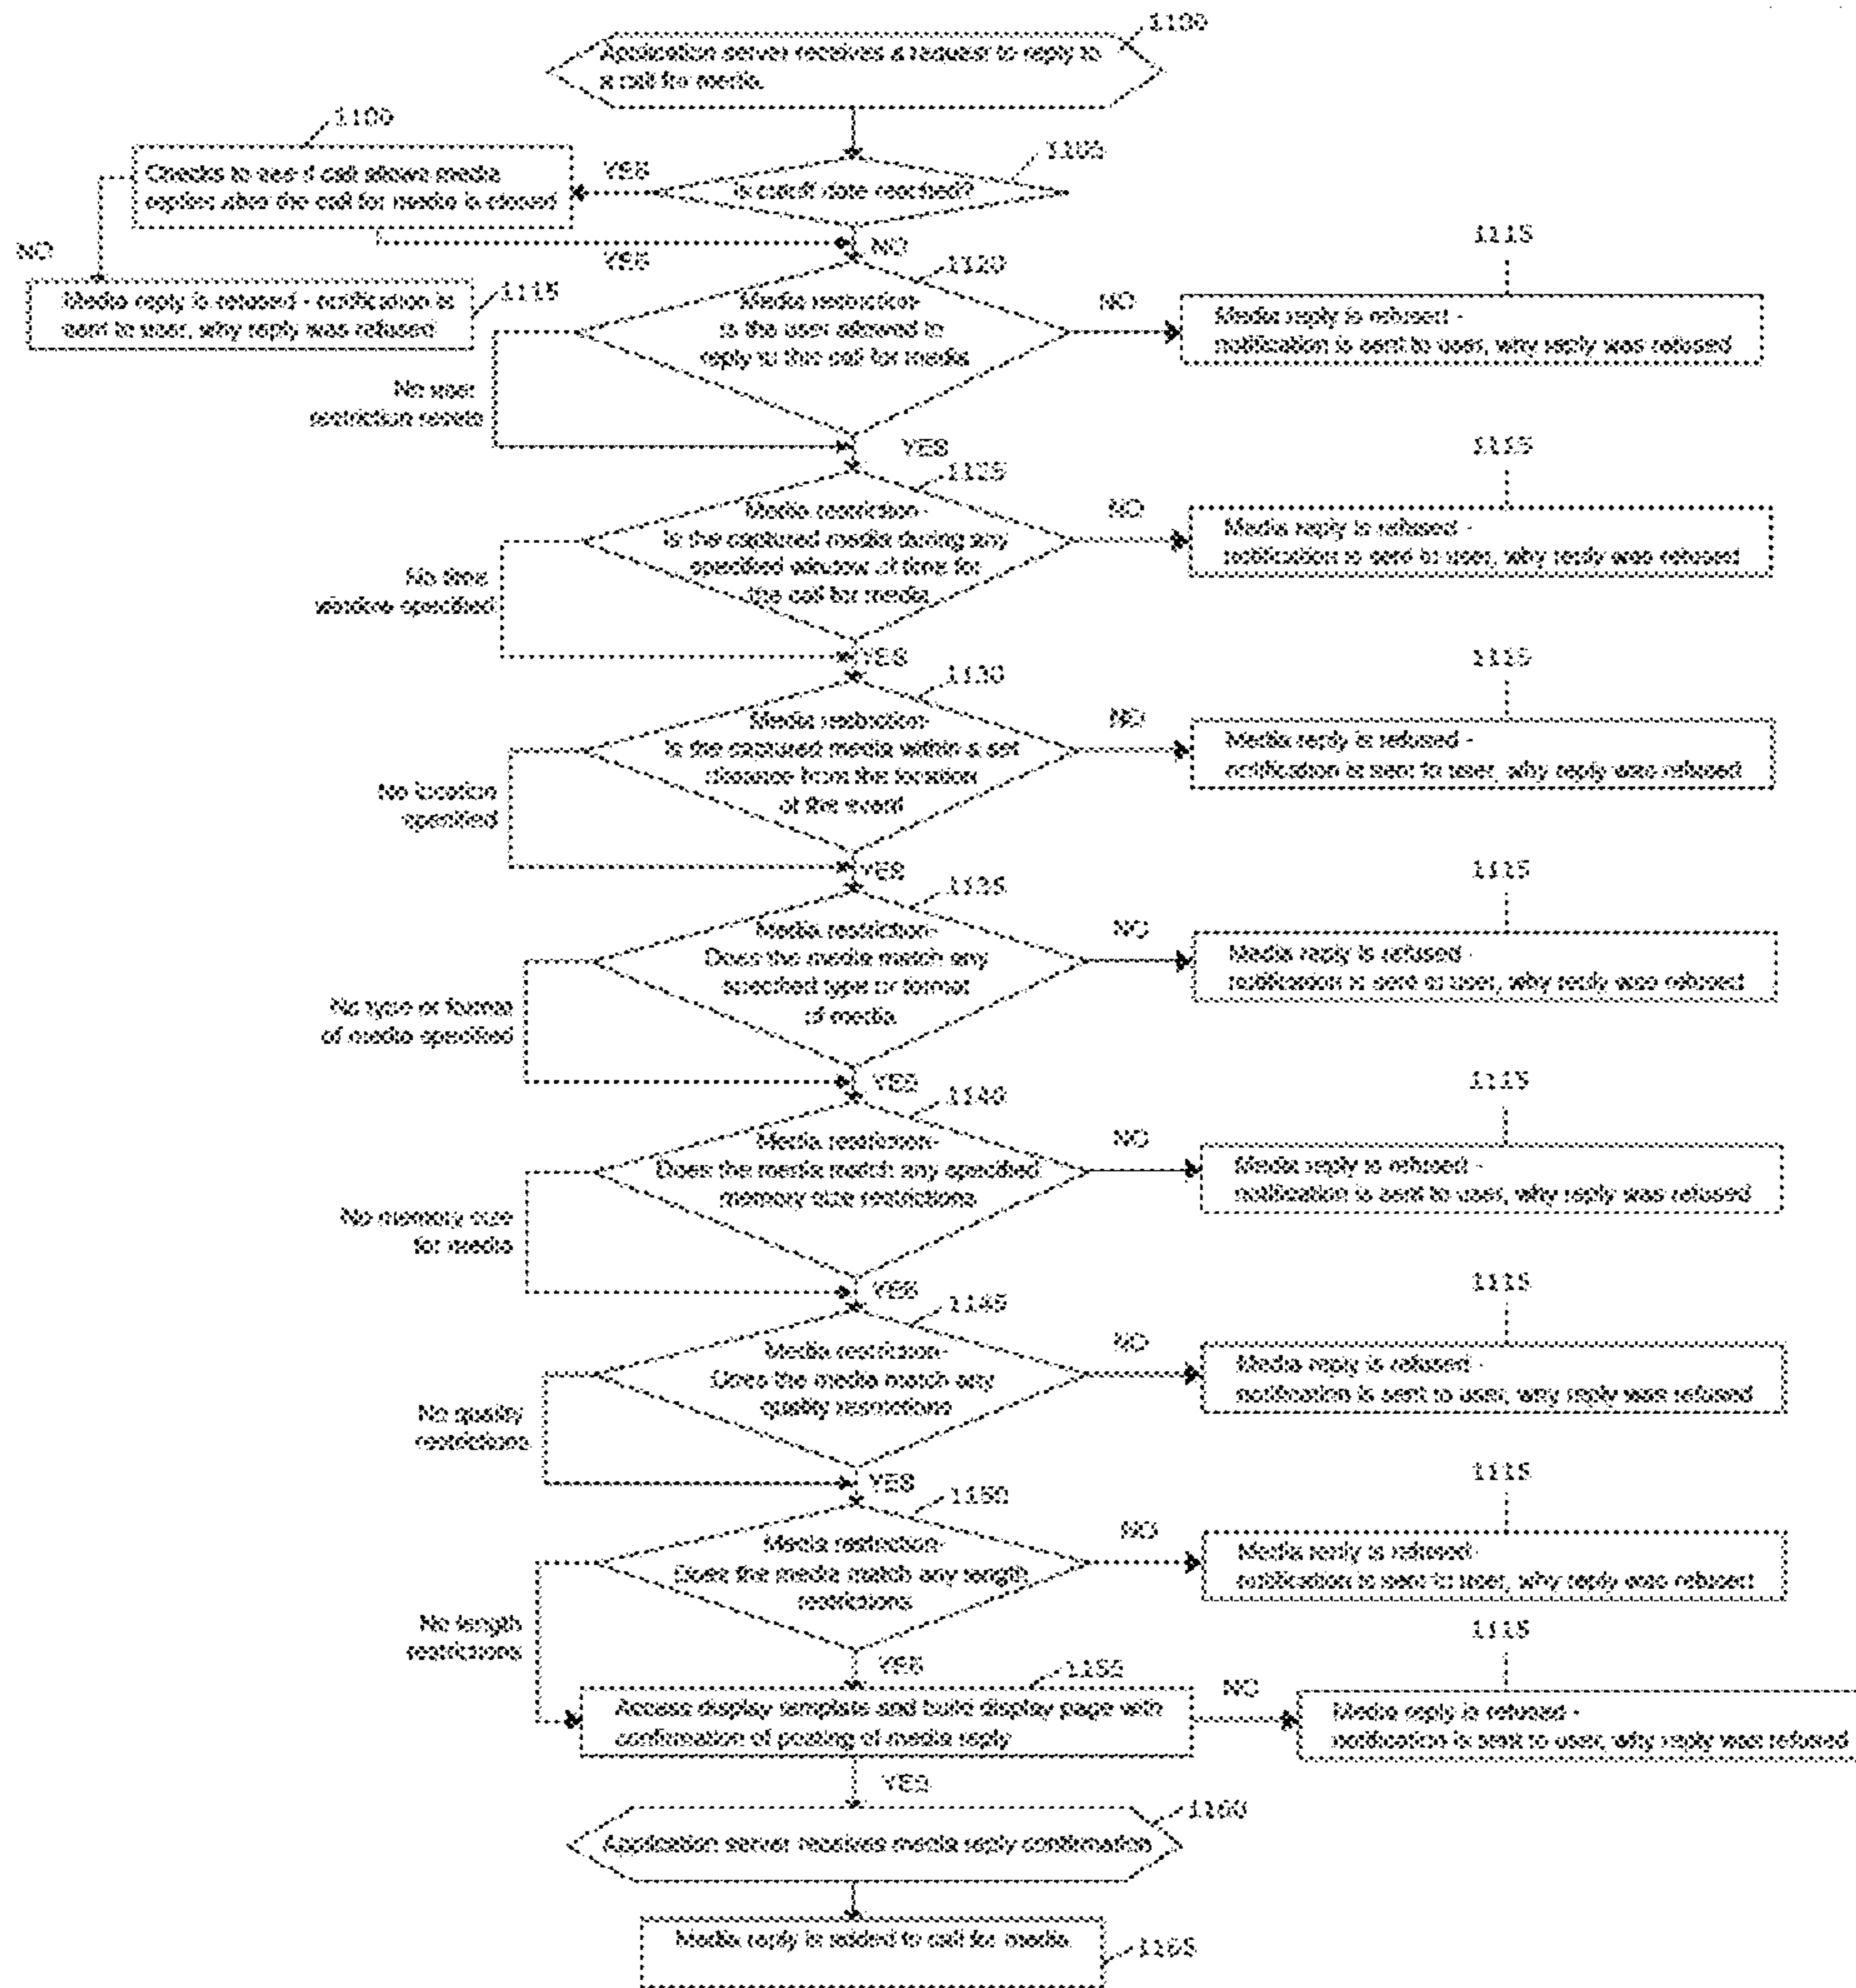 1100
Application server receives a request to reply to
a call for media.
1100
1105
Checks to see if call allows media
replies after the call for media is closed
YES
Is cutoff date reached?
NO
YES
NO
1115
Media reply is refused - notification is
sent to user, why reply was refused
1115
1120
Media restriction-
is the user allowed to
reply to this call for media
NO
Media reply is refused -
notification is sent to user, why reply was refused
No user
restriction
YES
1115
1125
Media restriction -
Is the captured media during any
specified window of time for
the call for media
NO
Media reply is refused -
notification is sent to user, why reply was refused
No time
window specified
YES
1115
1130
Media restriction-
Is the captured media within a set
distance from the location
of the event
NO
Media reply is refused -
notification is sent to user, why reply was refused
No location
specified
YES
1115
1135
Media restriction-
Does the media match any
specified type or format
of media
NO
Media reply is refused -
notification is sent to user, why reply was refused
No type or format
of media specified
YES
1115
1140
Media restriction-
Does the media match any specified
memory size restrictions
NO
Media reply is refused -
notification is sent to user, why reply was refused
No memory size
for media
YES
1115
1145
Media restriction-
Does the media match any
quality restrictions
NO
Media reply is refused -
notification is sent to user, why reply was refused
No quality
restrictions
YES
1115
1150
Media restriction-
Does the media match any length
restrictions
NO
Media reply is refused-
notification is sent to user, why reply was refused
No length
restrictions
YES
1115
1155
Access display template and build display page with
confirmation of posting of media reply
NO
Media reply is refused -
notification is sent to user, why reply was refused
YES
1160
Application server receives media reply confirmation
Media reply is added to call for media
1165